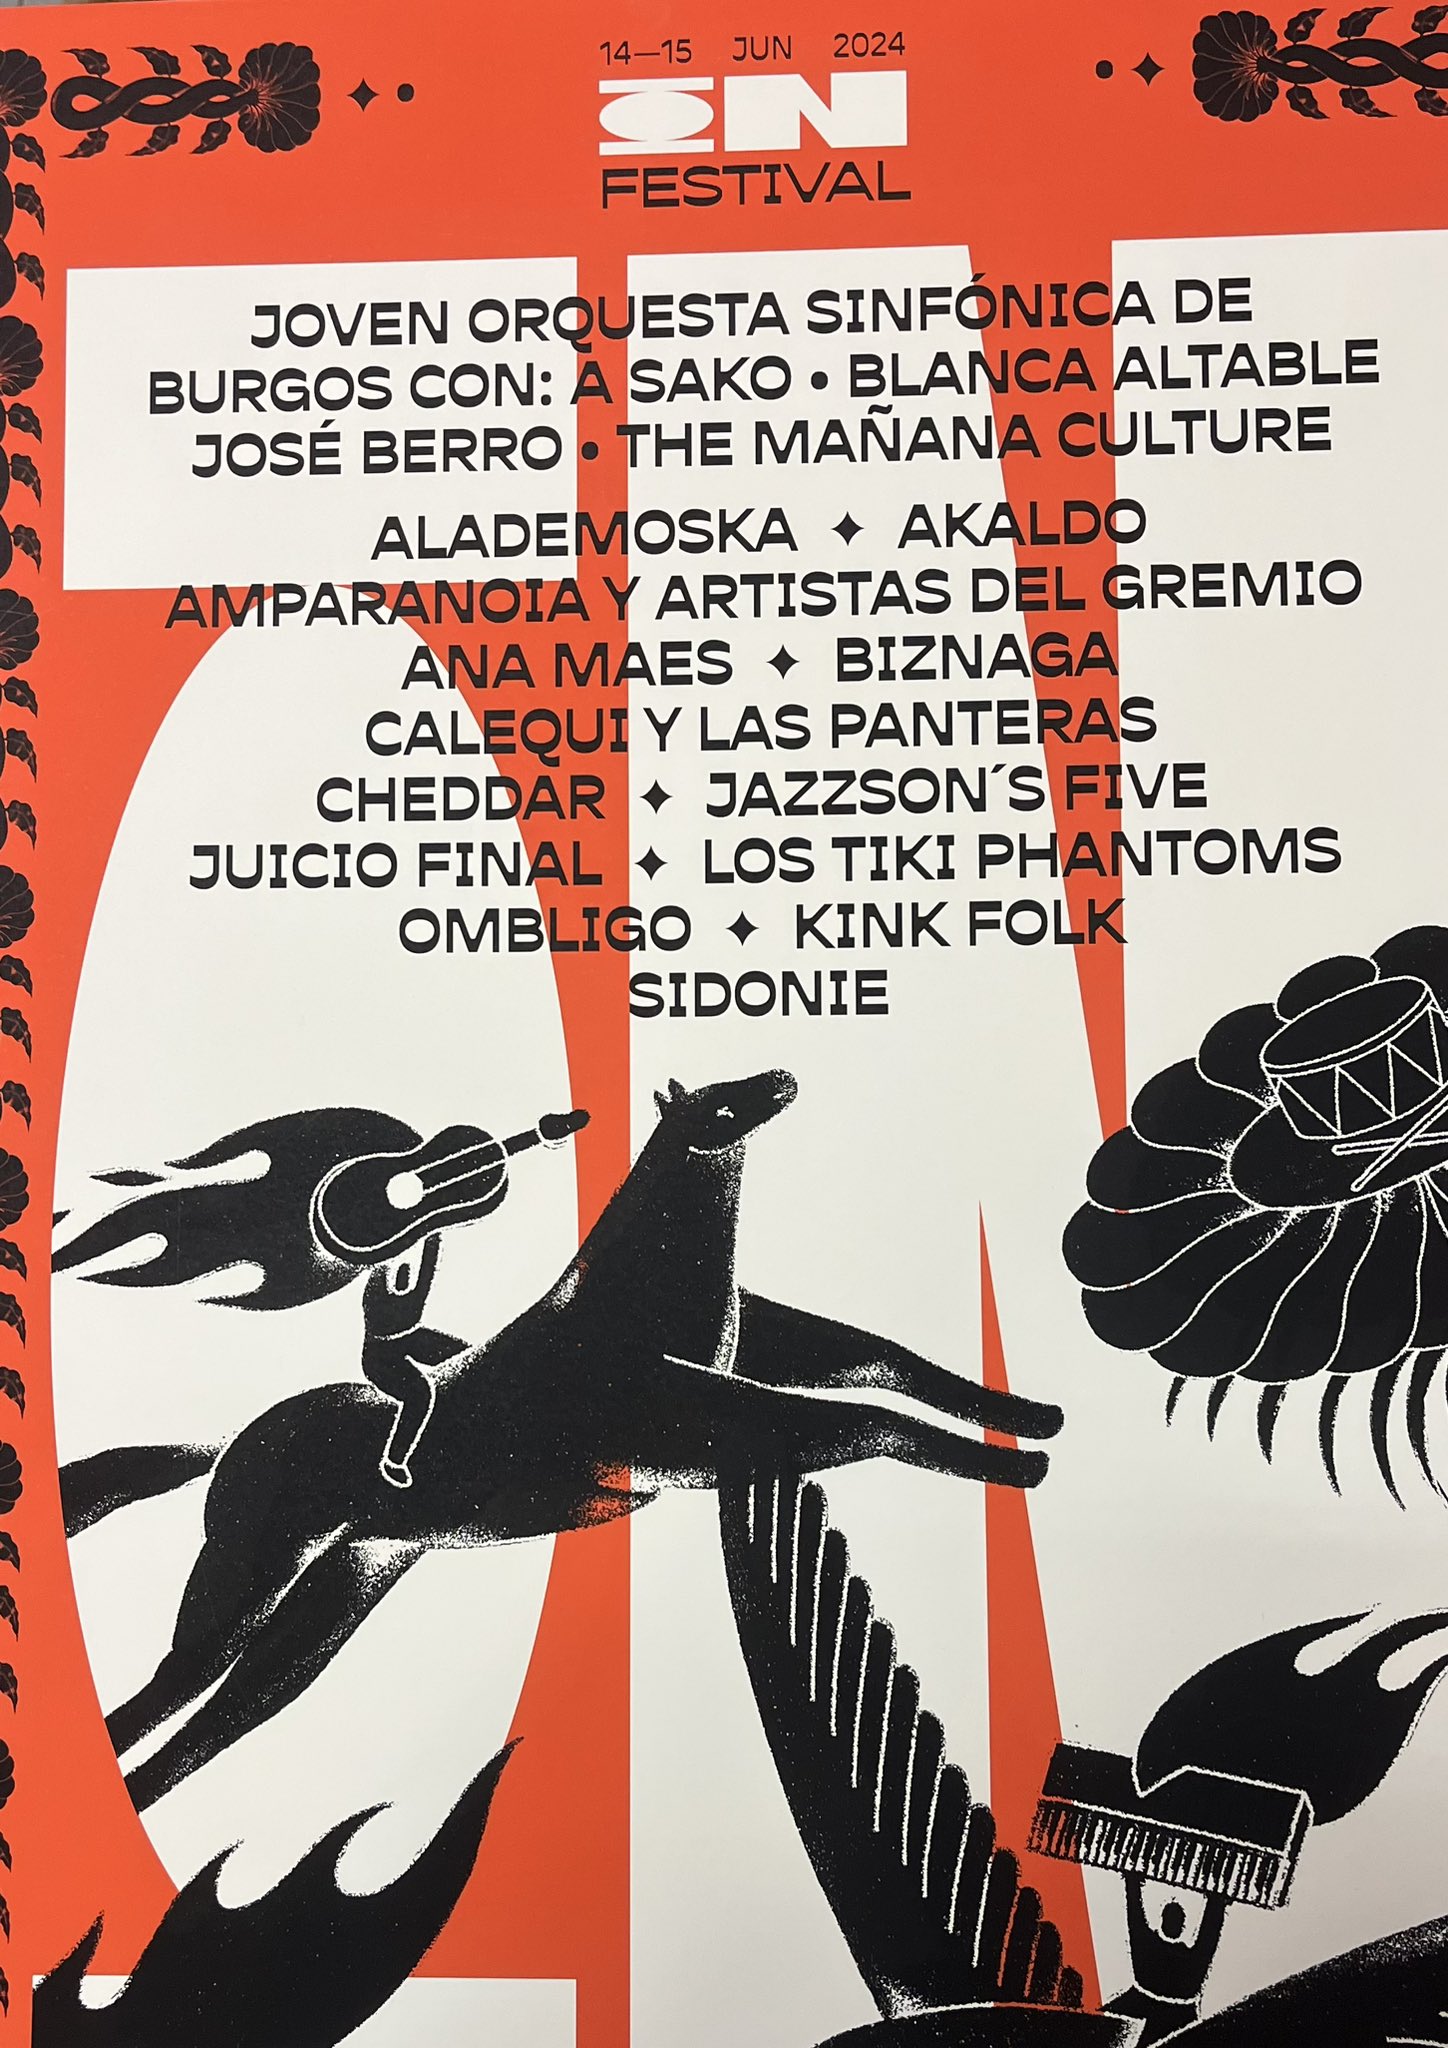 14—15 JUN 2024
IN
FESTIVAL
JOVEN ORQUESTA SINFÓNICA DE
BURGOS CON: A SAKO • BLANCA ALTABLE
JOSÉ BERRO • THE MAÑANA CULTURE
ALADEMOSKA ✦ AKALDO
AMPARANOIA Y ARTISTAS DEL GREMIO
ANA MAES ✦ BIZNAGA
CALEQUI Y LAS PANTERAS
CHEDDAR ✦ JAZZSON´S FIVE
JUICIO FINAL ✦ LOS TIKI PHANTOMS
OMBLIGO ✦ KINK FOLK
SIDONIE